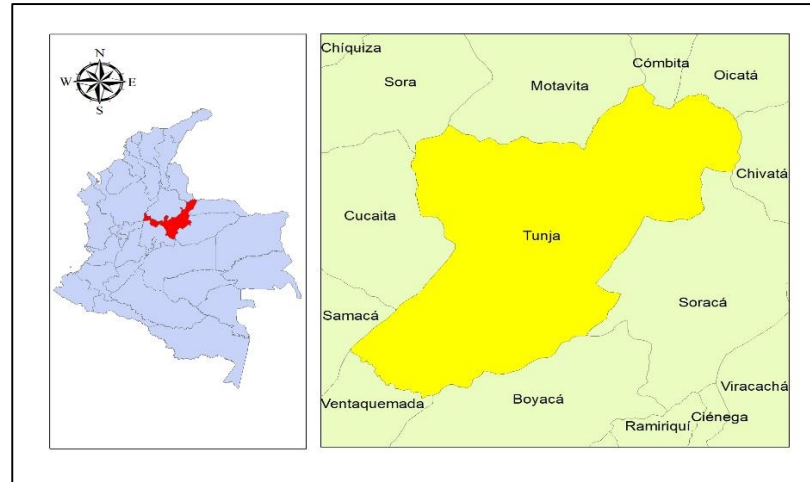 N
W E
S
Chíquiza
Sora
Motavita
Cómbita
Oicatá
Chivatá
Cucaita
Tunja
Samacá
Soracá
Ventaquemada
Boyacá
Viracachá
Ramiriquí
Ciénega